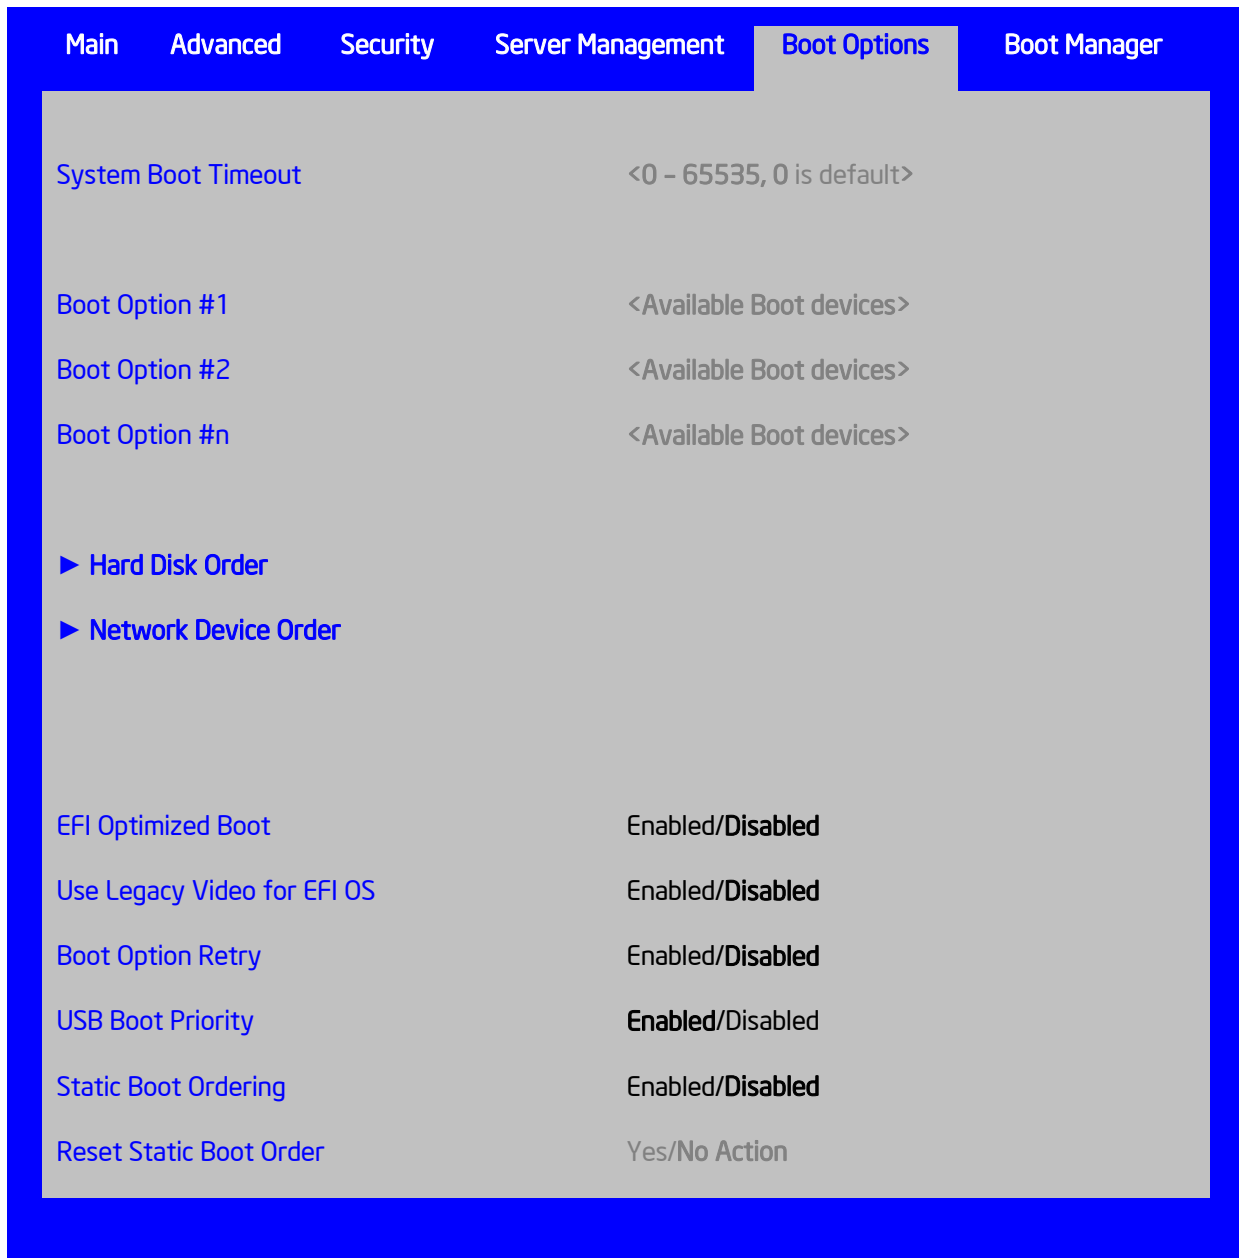 Main Advanced Security Server Management Boot Options Boot Manager
System Boot Timeout <0 – 65535, 0 is default>
Boot Option #1 <Available Boot devices>
Boot Option #2 <Available Boot devices>
Boot Option #n <Available Boot devices>
► Hard Disk Order
► Network Device Order
EFI Optimized Boot Enabled/Disabled
Use Legacy Video for EFI OS Enabled/Disabled
Boot Option Retry Enabled/Disabled
USB Boot Priority Enabled/Disabled
Static Boot Ordering Enabled/Disabled
Reset Static Boot Order Yes/No Action